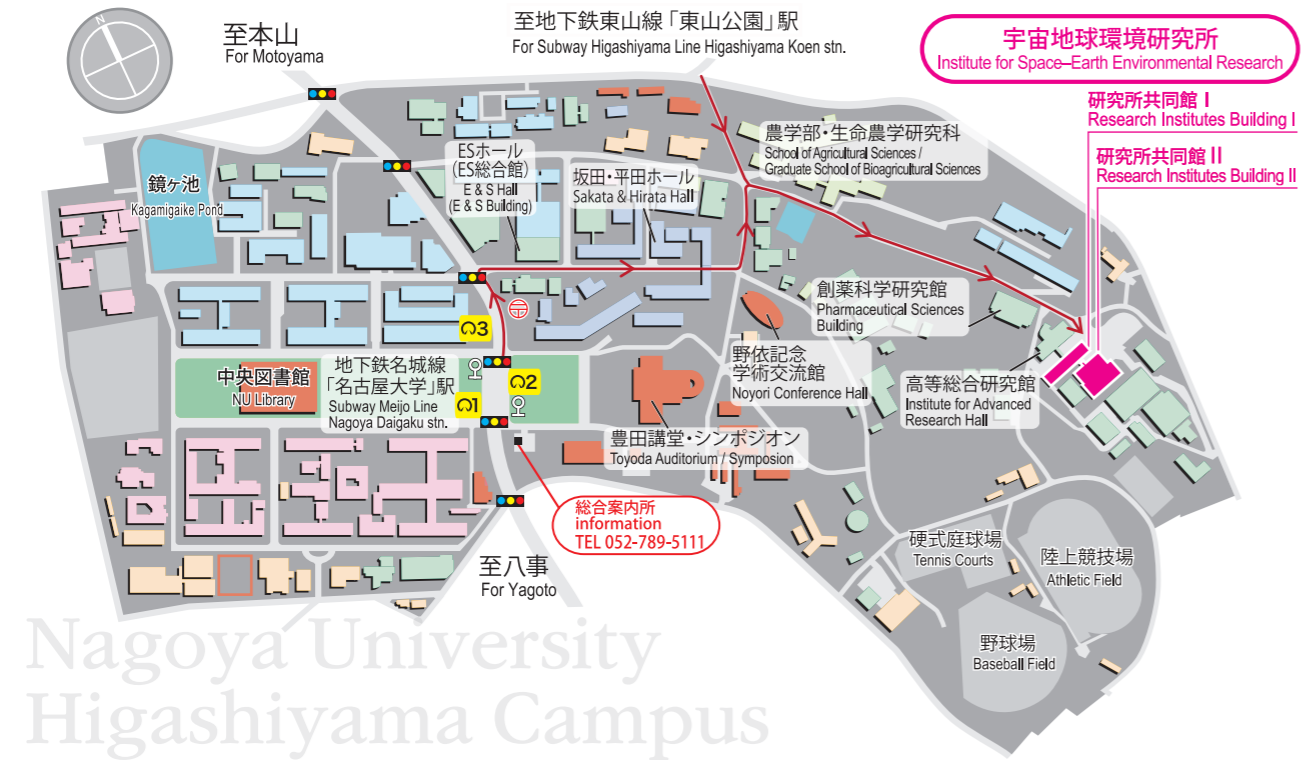 N
至本山
For Motoyama
至地下鉄東山線「東山公園」駅
For Subway Higashiyama Line Higashiyama Koen stn.
宇宙地球環境研究所
Institute for Space–Earth Environmental Research
研究所共同館 I
Research Institutes Building I
研究所共同館 II
Research Institutes Building II
農学部・生命農学研究科
School of Agricultural Sciences /
Graduate School of Bioagricultural Sciences
ESホール
(ES総合館)
E & S Hall
(E & S Building)
坂田・平田ホール
Sakata & Hirata Hall
鏡ヶ池
Kagamigaike Pond
創薬科学研究館
Pharmaceutical Sciences
Building
3
地下鉄名城線
「名古屋大学」駅
Subway Meijo Line
Nagoya Daigaku stn.
2
1
中央図書館
NU Library
野依記念
学術交流館
Noyori Conference Hall
高等総合研究館
Institute for Advanced
Research Hall
豊田講堂・シンポジオン
Toyoda Auditorium / Symposion
総合案内所
information
TEL 052-789-5111
至八事
For Yagoto
硬式庭球場
Tennis Courts
陸上競技場
Athletic Field
野球場
Baseball Field
Nagoya University
Higashiyama Campus